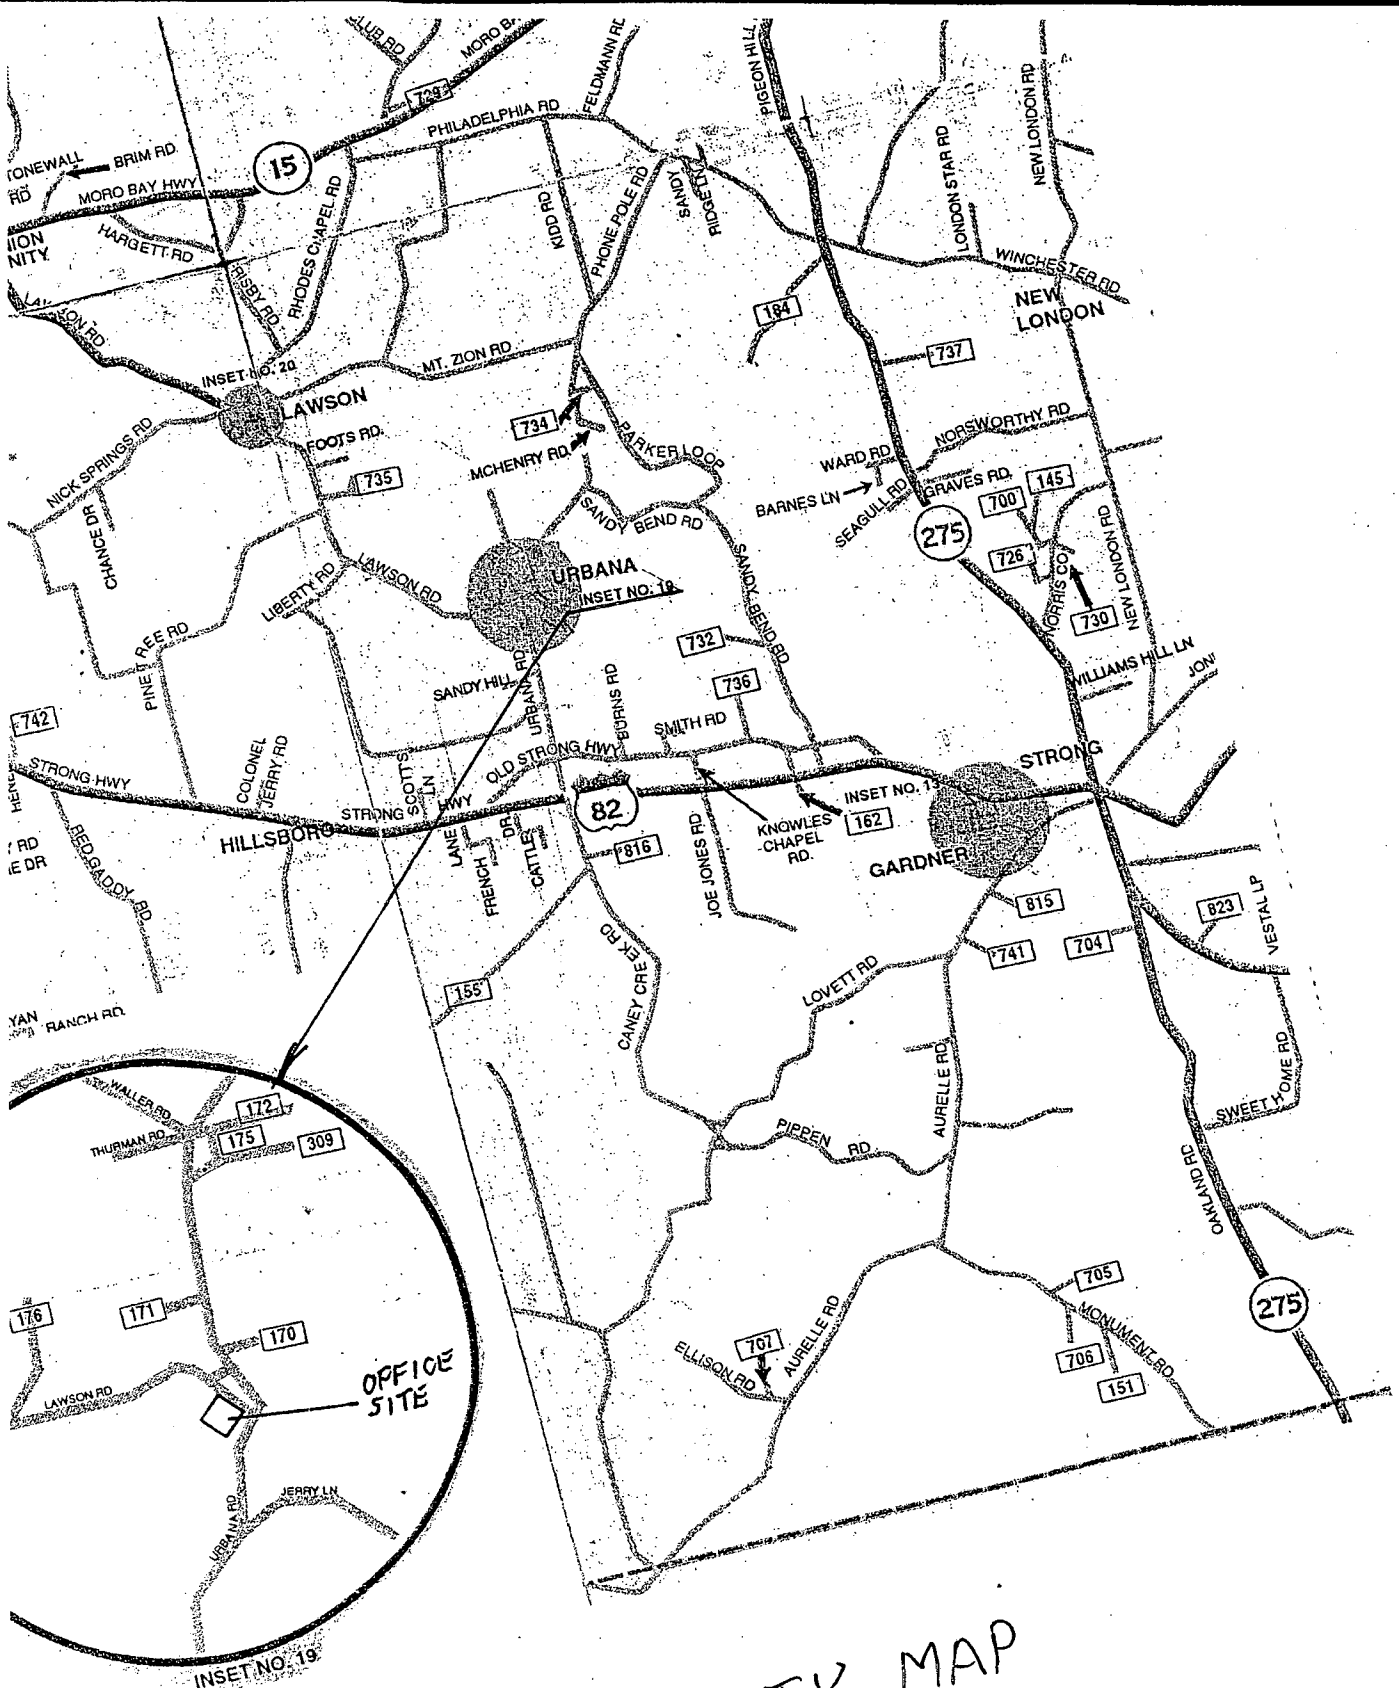 CLUB RD
FELDMANN RD
PIGEON HILL
NEW LONDON RD
729
PHILADELPHIA RD
BRIM RD
RD
15
MORO BAY HWY
HARGETT RD
RHODES CHAPEL RD
KIDD RD
PHONE POLE RD
SANDY
RIDGE LN
LONDON STAR RD
WINCHESTER RD
NEW
LONDON
184
737
INSET NO. 20
MT. ZION RD
LAWSON
734
FOOTS RD.
735
MCHENRY RD.
PARKER LOOP
NORSWORTHY RD
WARD RD
BARNES LN
SEAGULL RD
GRAVES RD.
145
700
275
NICK SPRINGS RD
CHANCE DR
SANDY BEND RD
726
730
NEW LONDON RD
LIBERTY RD
LAWSON RD
URBANA
INSET NO. 19
SANDY BEND RD
732
736
SANDY HILL
URBANA RD
BURNS RD
SMITH RD
742
STRONG HWY
COLONEL
JERRY RD
SCOTTS
LN
OLD STRONG HWY
STRONG
HWY
HILLSBORO
82
STRONG
KNOWLES
CHAPEL
RD.
162
GARDNER
RED GADDY RD
LANE
FRENCH
DR
CATTLE
816
JOE JONES RD
815
741
704
823
VESTAL LP
155
CANEY CREEK RD
LOVETT RD
RANCH RD.
AURELLE RD
PIPPEN RD
SWEET HOME RD
OAKLAND RD
WALLER RD
172
THURMAN RD
175
309
176
171
170
OFFICE
SITE
LAWSON RD
JERRY LN
URBANA RD
INSET NO. 19
707
ELLISON RD
AURELLE RD
705
MONUMENT RD
706
151
275
MAP